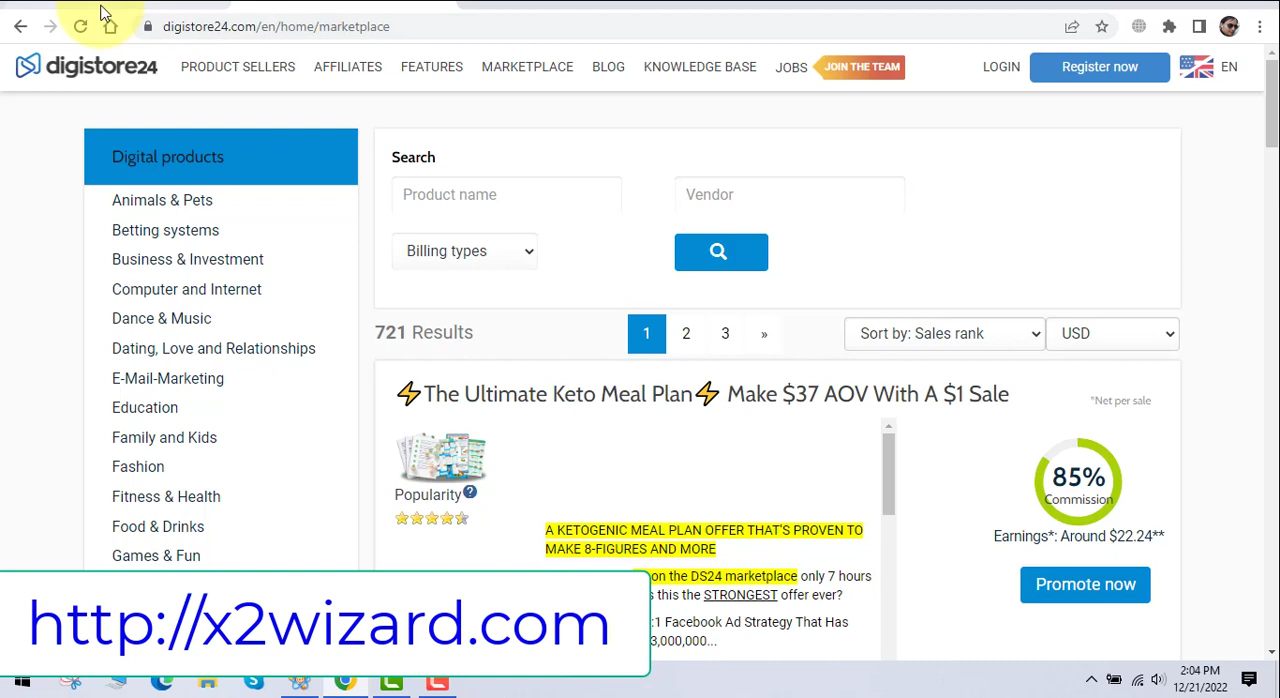 digistore24.com/en/home/marketplace
digistore24
PRODUCT SELLERS
AFFILIATES
FEATURES
MARKETPLACE
BLOG
KNOWLEDGE BASE
JOBS
JOIN THE TEAM
LOGIN
Register now
EN
Digital products
Animals & Pets
Betting systems
Business & Investment
Computer and Internet
Dance & Music
Dating, Love and Relationships
E-Mail-Marketing
Education
Family and Kids
Fashion
Fitness & Health
Food & Drinks
Games & Fun
Search
Product name
Vendor
Billing types
721 Results
1 2 3 »
Sort by: Sales rank
USD
⚡The Ultimate Keto Meal Plan⚡ Make $37 AOV With A $1 Sale
*Net per sale
Popularity ?
A KETOGENIC MEAL PLAN OFFER THAT'S PROVEN TO
MAKE 8-FIGURES AND MORE
on the DS24 marketplace only 7 hours
s this the STRONGEST offer ever?
:1 Facebook Ad Strategy That Has
3,000,000...
85%
Commission
Earnings*: Around $22.24**
Promote now
http://x2wizard.com
2:04 PM
12/21/2022